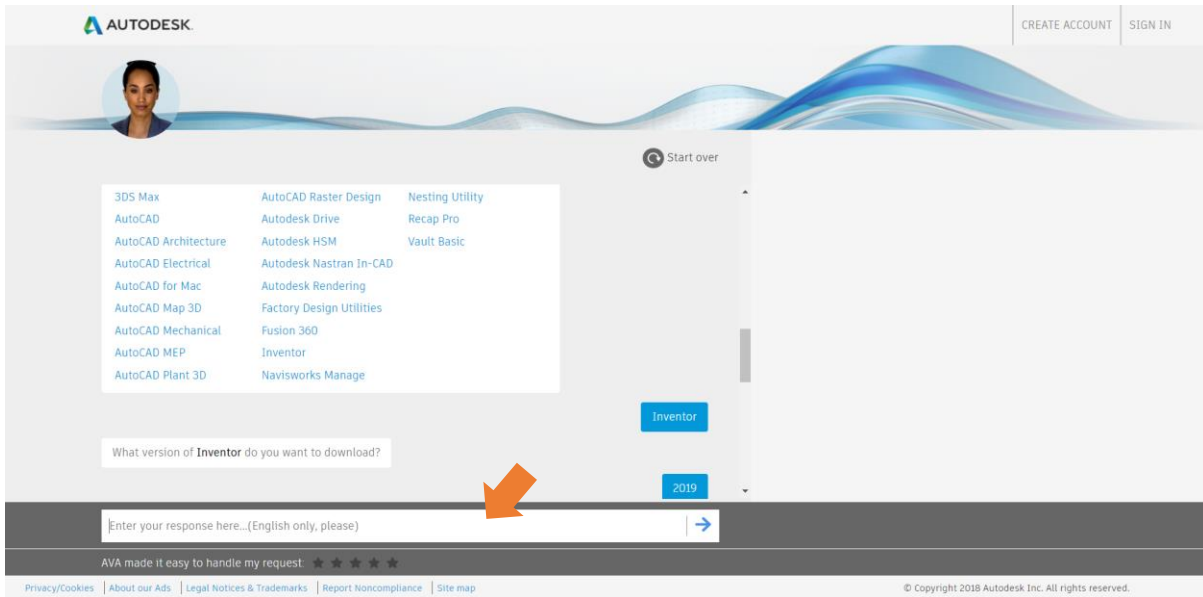 AUTODESK.
CREATE ACCOUNT
SIGN IN
Start over
3DS Max
AutoCAD
AutoCAD Architecture
AutoCAD Electrical
AutoCAD for Mac
AutoCAD Map 3D
AutoCAD Mechanical
AutoCAD MEP
AutoCAD Plant 3D
AutoCAD Raster Design
Autodesk Drive
Autodesk HSM
Autodesk Nastran In-CAD
Autodesk Rendering
Factory Design Utilities
Fusion 360
Inventor
Navisworks Manage
Nesting Utility
Recap Pro
Vault Basic
Inventor
What version of Inventor do you want to download?
2019
Enter your response here...(English only, please)
AVA made it easy to handle my request:
Privacy/Cookies | About our Ads | Legal Notices & Trademarks | Report Noncompliance | Site map
© Copyright 2018 Autodesk Inc. All rights reserved.